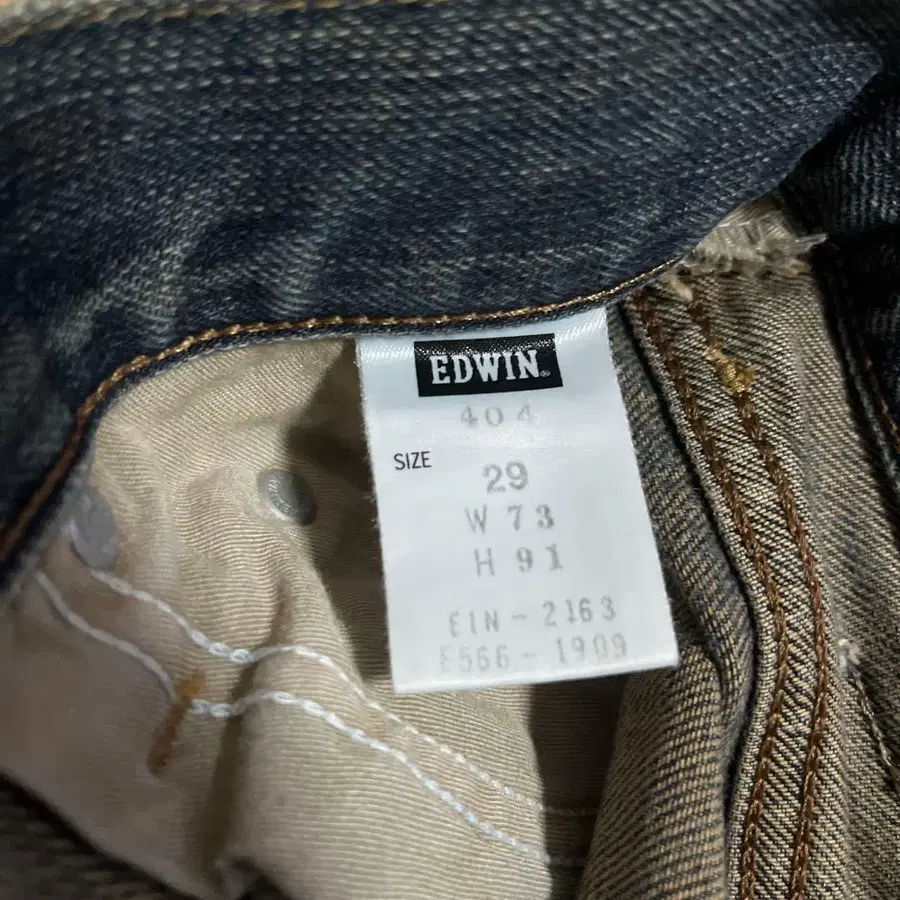 EDWIN®
404
SIZE
29
W 73
H 91
EIN-2163
E566-1909